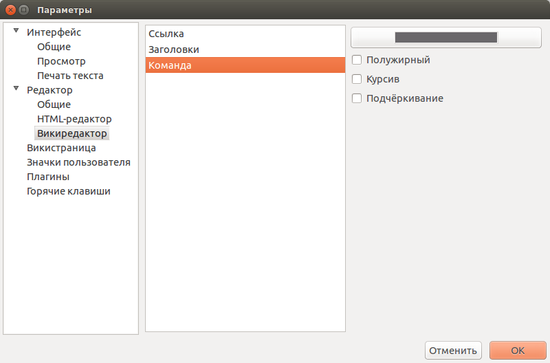 Параметры
Интерфейс
Общие
Просмотр
Печать текста
Редактор
Общие
HTML-редактор
Викиредактор
Викистраница
Значки пользователя
Плагины
Горячие клавиши
Ссылка
Заголовки
Команда
Полужирный
Курсив
Подчёркивание
Отменить
OK